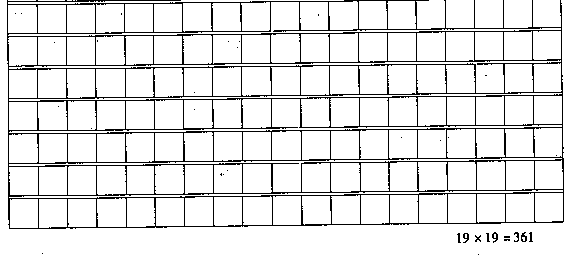 19 × 19 = 361